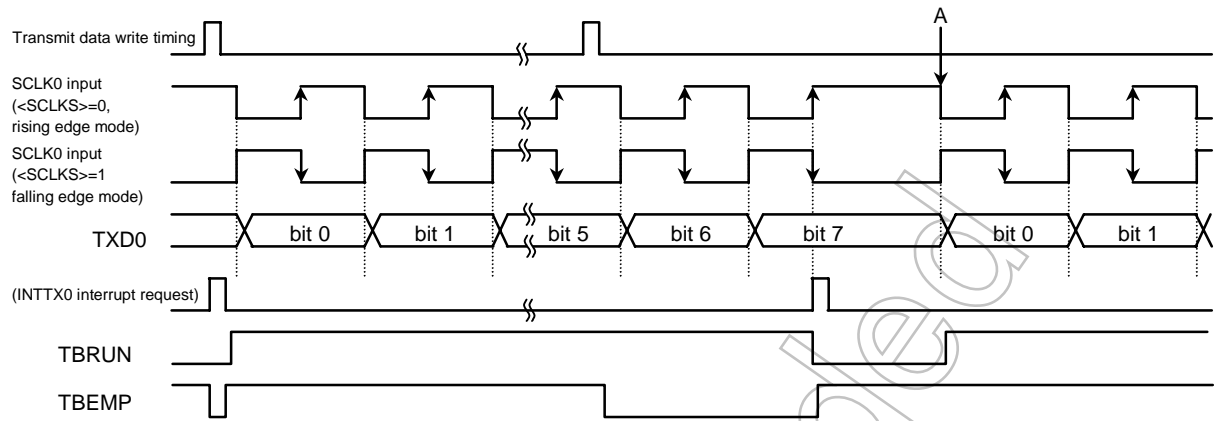 A
Transmit data write timing
SCLK0 input
(<SCLKS>=0,
rising edge mode)
SCLK0 input
(<SCLKS>=1
falling edge mode)
TXD0
bit 0 bit 1 bit 5 bit 6 bit 7 bit 0 bit 1
(INTTX0 interrupt request)
TBRUN
TBEMP